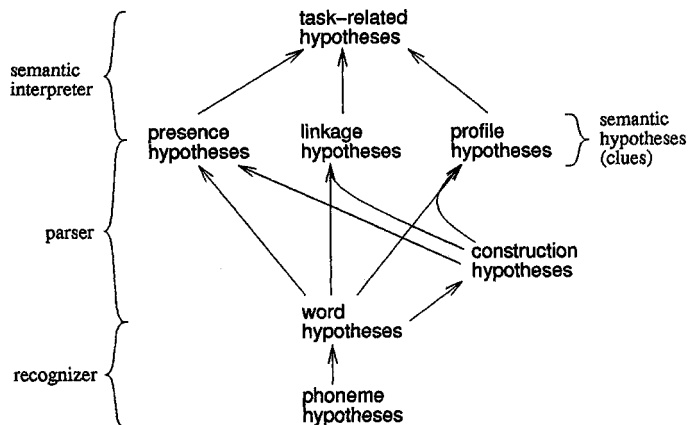 task-related
hypotheses
semantic
interpreter
presence
hypotheses
linkage
hypotheses
profile
hypotheses
semantic
hypotheses
(clues)
parser
construction
hypotheses
word
hypotheses
recognizer
phoneme
hypotheses